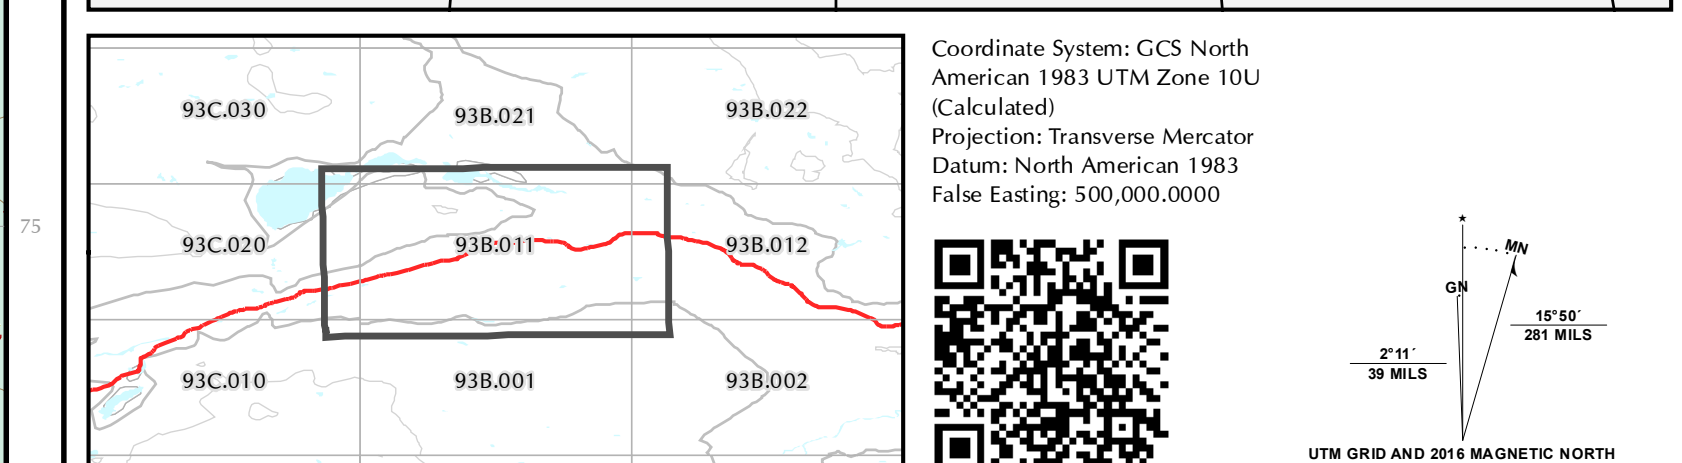 93C.030
93B.021
93B.022
75
93C.020
93B.011
93B.012
93C.010
93B.001
93B.002
Coordinate System: GCS North
American 1983 UTM Zone 10U
(Calculated)
Projection: Transverse Mercator
Datum: North American 1983
False Easting: 500,000.0000
MN
GN
15°50´
281 MILS
2°11´
39 MILS
UTM GRID AND 2016 MAGNETIC NORTH